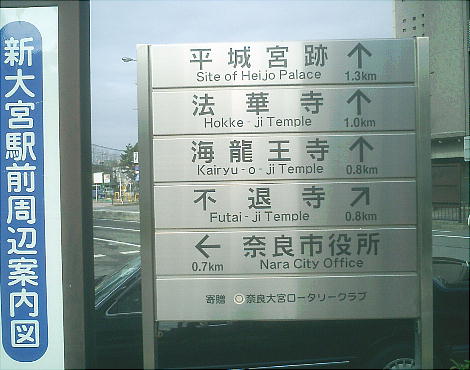 新大宮駅前周辺案内図
平城宮跡 ↑
Site of Heijo Palace 1.3km
法華寺 ↑
Hokke-ji Temple 1.0km
海龍王寺 ↑
Kairyu-o-ji Temple 0.8km
不退寺 ↗
Futai-ji Temple 0.8km
← 奈良市役所
0.7km Nara City Office
寄贈 奈良大宮ロータリークラブ